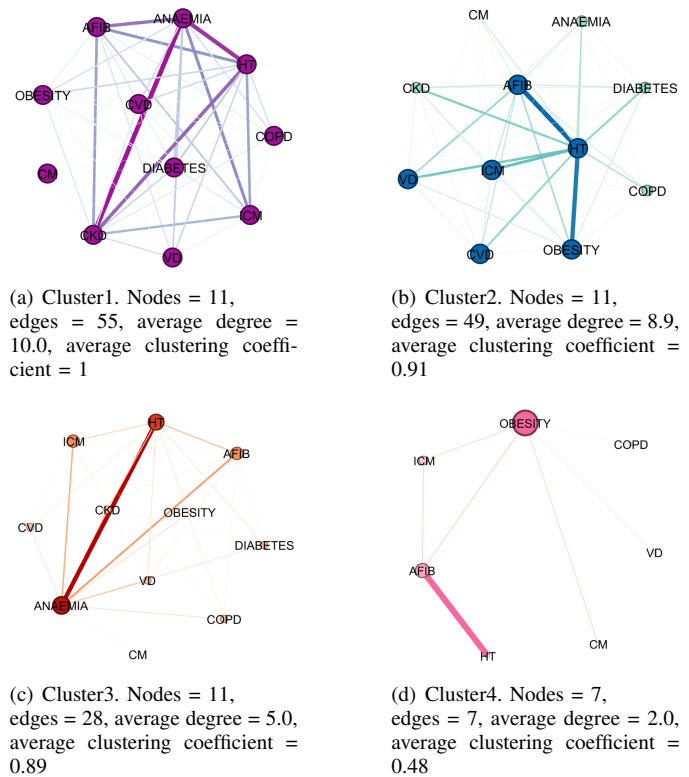 ANAEMIA
AFIB
HT
OBESITY
CVD
COPD
DIABETES
CM
ICM
CKD
VD
(a) Cluster1. Nodes = 11,
edges = 55, average degree =
10.0, average clustering coeffi-
cient = 1
CM
ANAEMIA
CKD
AFIB
DIABETES
HT
ICM
VD
COPD
CVD
OBESITY
(b) Cluster2. Nodes = 11,
edges = 49, average degree = 8.9,
average clustering coefficient =
0.91
HT
ICM
AFIB
CKD
OBESITY
CVD
DIABETES
VD
ANAEMIA
COPD
CM
(c) Cluster3. Nodes = 11,
edges = 28, average degree = 5.0,
average clustering coefficient =
0.89
OBESITY
COPD
ICM
VD
AFIB
CM
HT
(d) Cluster4. Nodes = 7,
edges = 7, average degree = 2.0,
average clustering coefficient =
0.48